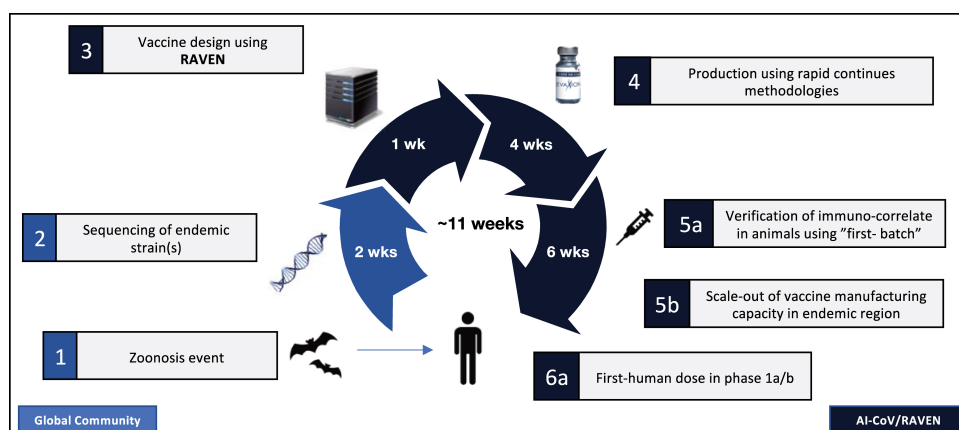 3
Vaccine design using
RAVEN
4
Production using rapid continues
methodologies
1 wk
4 wks
2
Sequencing of endemic
strain(s)
~11 weeks
2 wks
6 wks
5a
Verification of immuno-correlate
in animals using ”first- batch”
5b
Scale-out of vaccine manufacturing
capacity in endemic region
1
Zoonosis event
6a
First-human dose in phase 1a/b
Global Community
AI-CoV/RAVEN